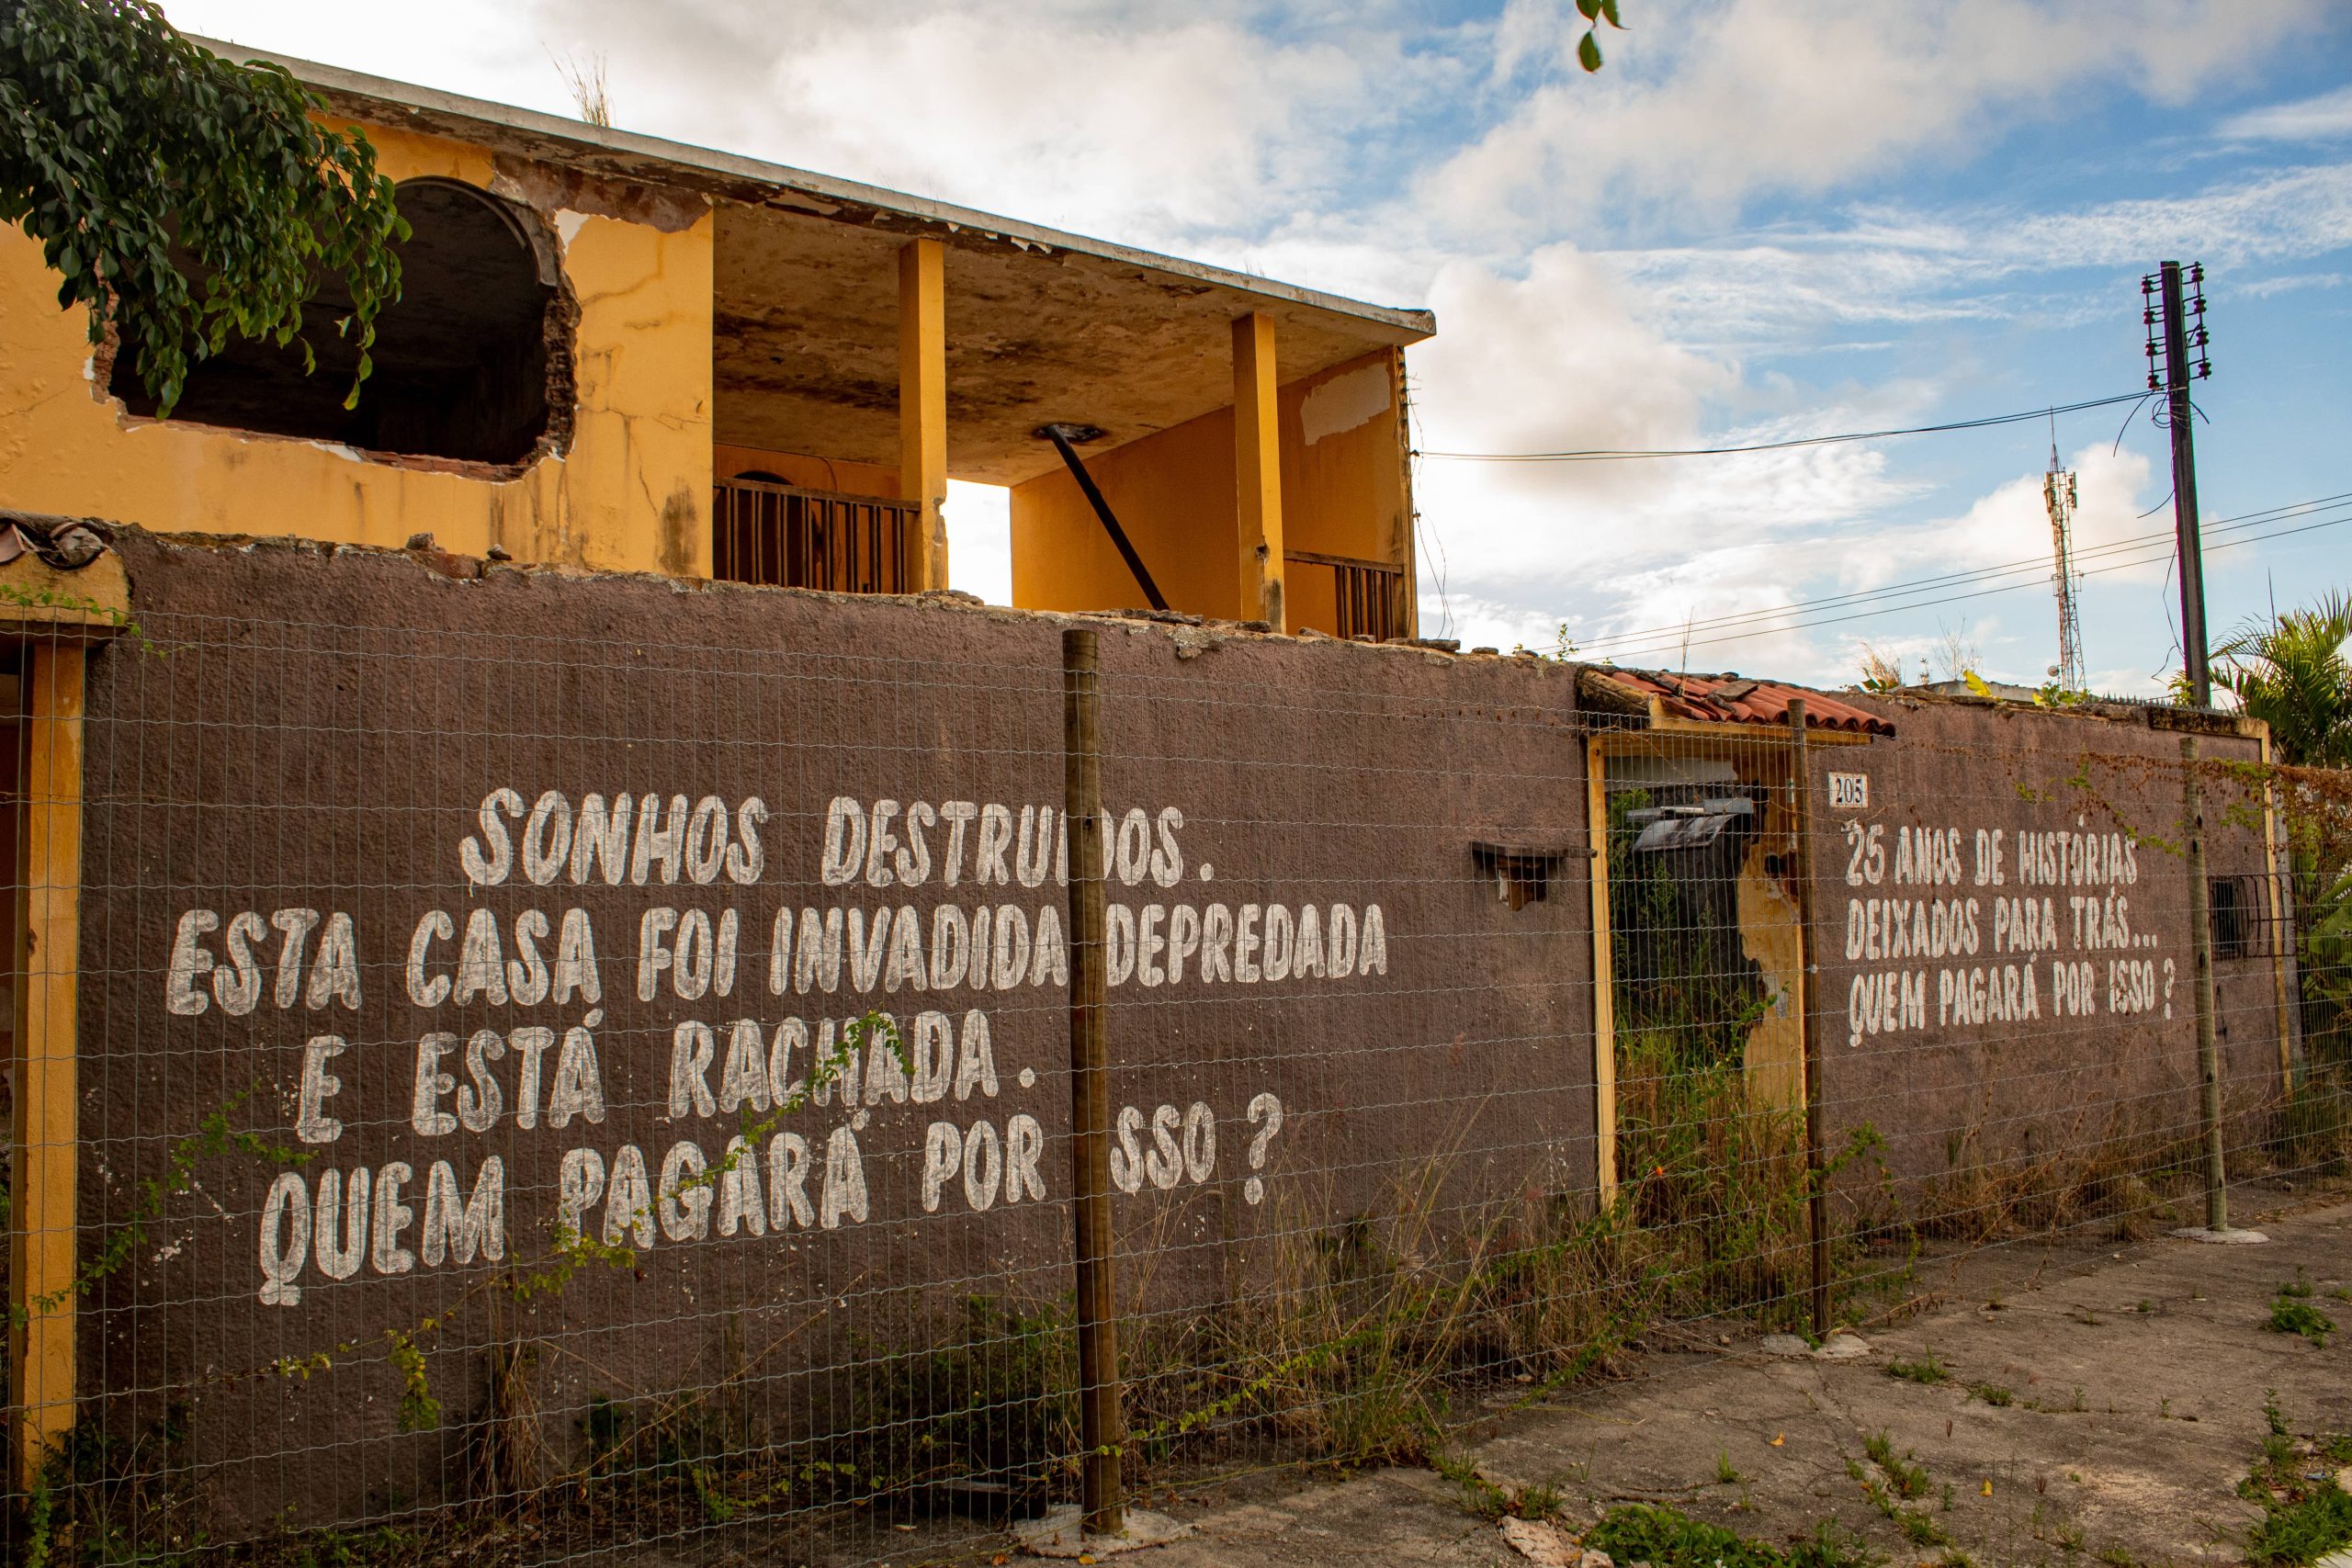 SONHOS DESTRUIDOS.
ESTA CASA FOI INVADIDA DEPREDADA
E ESTÁ RACHADA.
QUEM PAGARÁ POR ISSO?
205
25 ANOS DE HISTÓRIAS
DEIXADOS PARA TRÁS...
QUEM PAGARÁ POR ISSO?